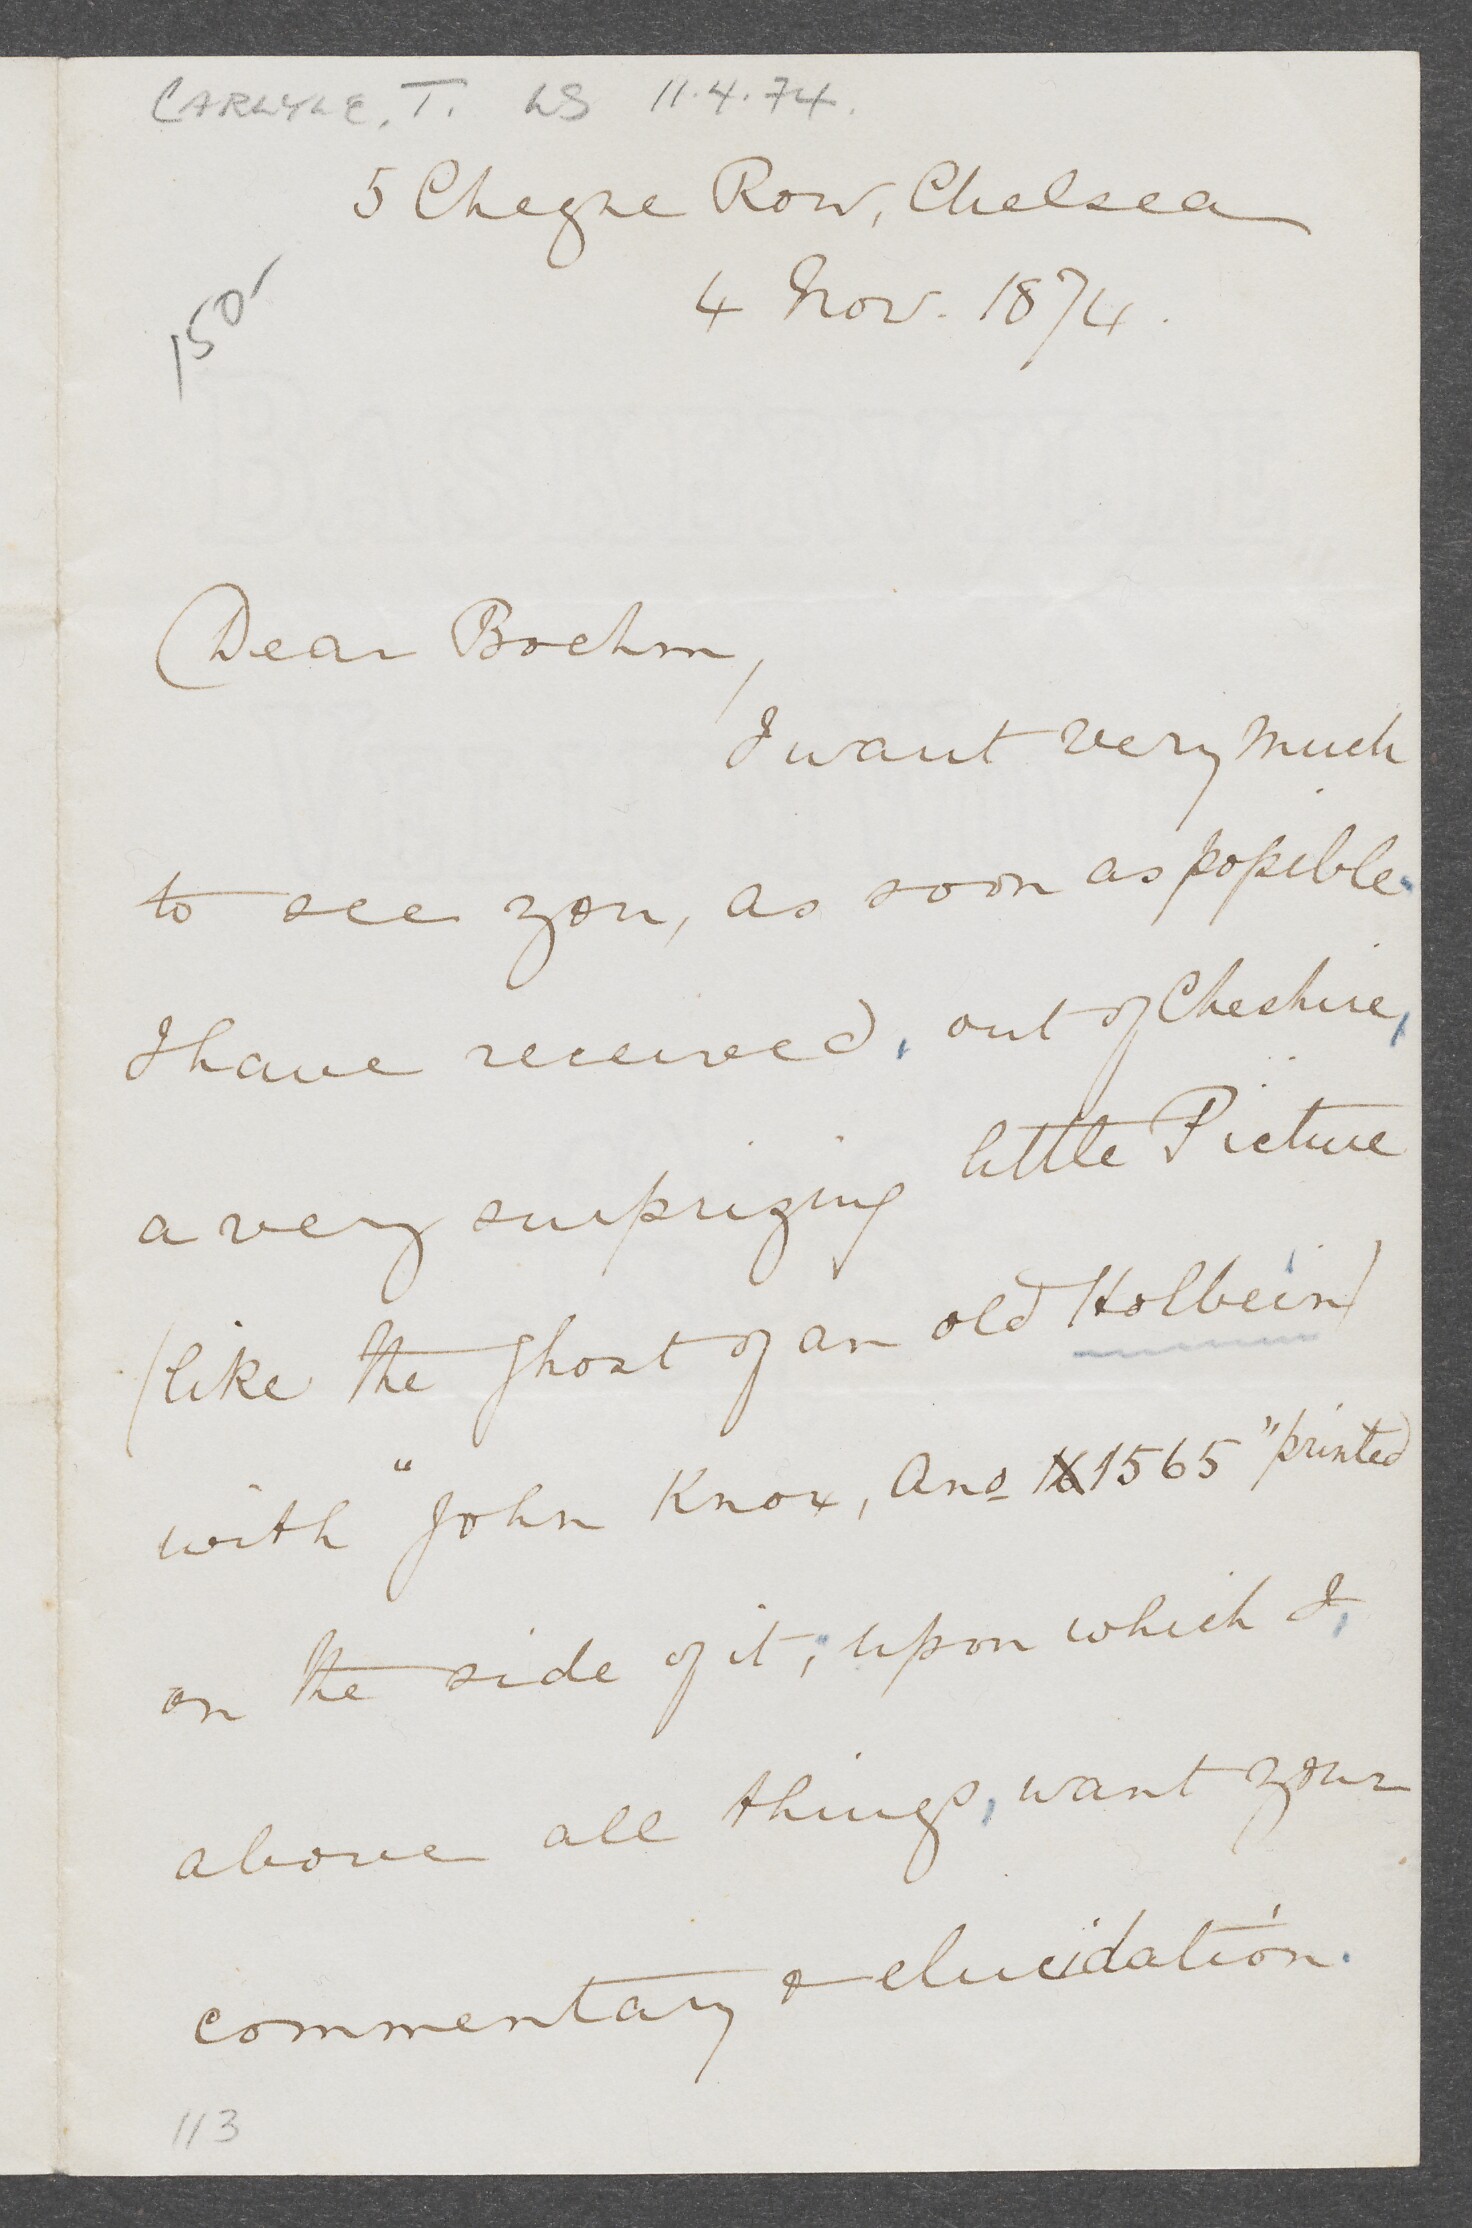 CARLYLE, T. LS 11.4.74.
5 Cheyne Row, Chelsea
4 Nov. 1874.
150-
Dear Boehm,
I want very much
to see you, as soon as possible.
I have received, out of Cheshire,
a very surprizing little Picture
(like the ghost of an old Holbein)
with "John Knox, Ano 1565" printed
on the side of it; upon which I,
above all things, want your
commentary & elucidation.
113